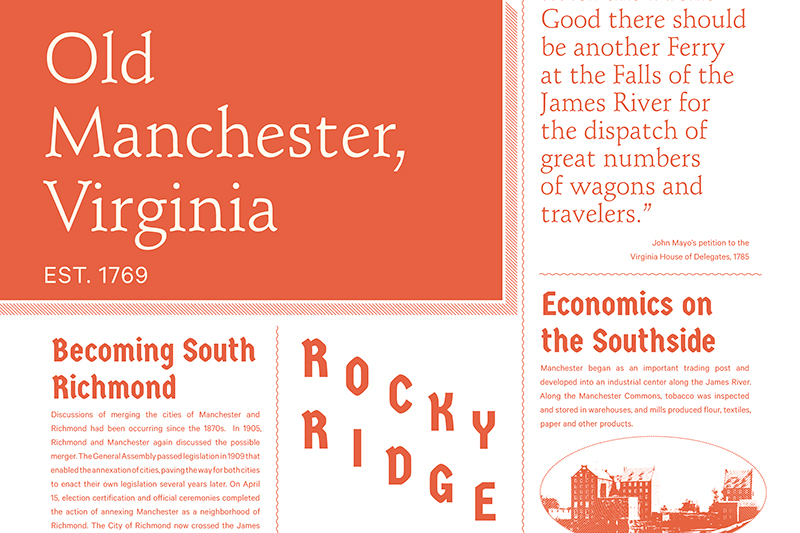 Old
Manchester,
Virginia
EST. 1769
Becoming South
Richmond
Discussions of merging the cities of Manchester and
Richmond had been occurring since the 1870s. In 1905,
Richmond and Manchester again discussed the possible
merger. The General Assembly passed legislation in 1909 that
enabled the annexation of cities, paving the way for both cities
to enact their own legislation several years later. On April
15, election certification and official ceremonies completed
the action of annexing Manchester as a neighborhood of
Richmond. The City of Richmond now crossed the James
ROCKY
RIDGE
Good there should
be another Ferry
at the Falls of the
James River for
the dispatch of
great numbers
of wagons and
travelers.”
John Mayo's petition to the
Virginia House of Delegates, 1785
Economics on
the Southside
Manchester began as an important trading post and
developed into an industrial center along the James River.
Along the Manchester Commons, tobacco was inspected
and stored in warehouses, and mills produced flour, textiles,
paper and other products.